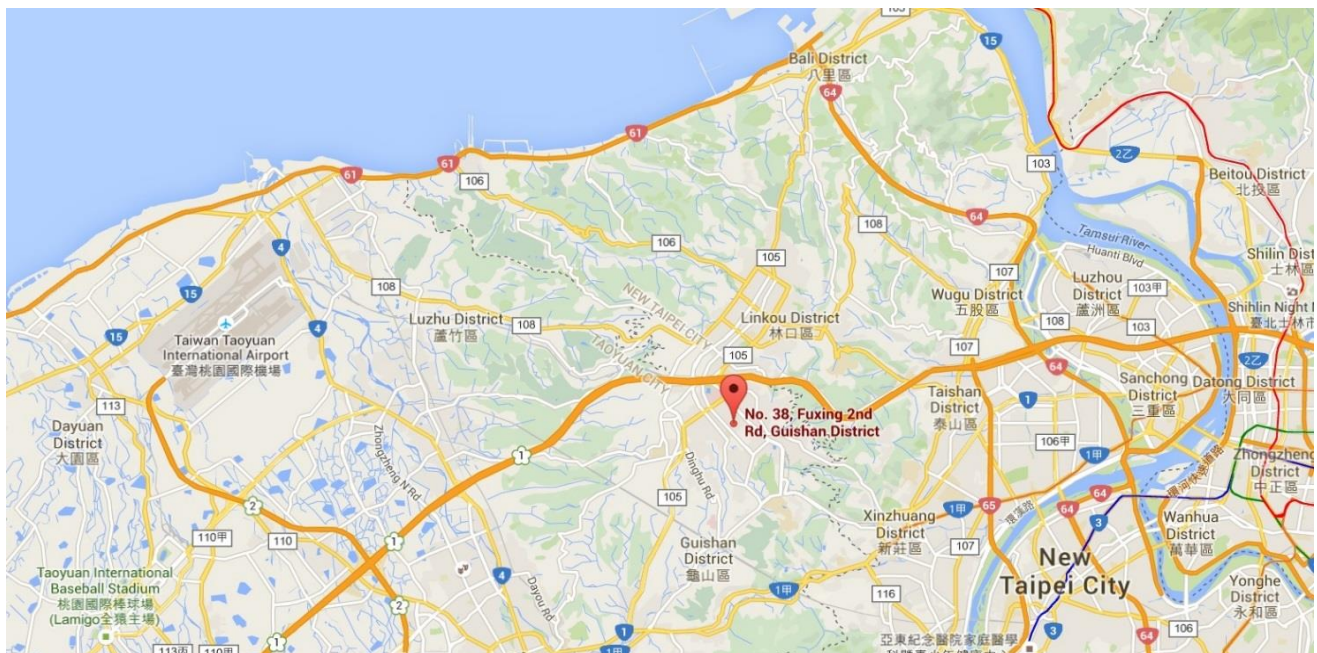 103
15
Bali District
八里區
64
61
103
2乙
Beitou District
北投區
61
61
106
108
64
4
106
105
Tamsui River
Huanti Blvd
Shilin Dist
士林區
15
108
NEW TAIPEI CITY
107
Luzhou
District
蘆洲區
103甲
Wugu District
五股區
Shihlin Night M
臺北士林市
Taiwan Taoyuan
International Airport
臺灣桃園國際機場
4
Luzhu District
蘆竹區
108
Linkou District
林口區
108
103
15
TAOYUAN CITY
105
107
64
2乙
Sanchong
District
三重區
Datong District
大同區
113
Dayuan
District
大園區
No. 38, Fuxing 2nd
Rd, Guishan District
Taishan
District
泰山區
1
106甲
Zhongzheng N Rd
1
Dinghu Rd
1甲
環河快速道路
Zhongzheng
District
中正區
2
105
1甲
65
64
環漢路
64
3
110甲
110
1
Guishan
District
龜山區
Xinzhuang
District
新莊區
107
Wanhua
District
萬華區
New
Taipei City
Taoyuan International
Baseball Stadium
桃園國際棒球場
(Lamigo全猿主場)
4
Dayou Rd
2
1甲
116
Yonghe
District
永和區
1
1
3
64
106
亞東紀念醫院家庭醫學
110甲
1甲